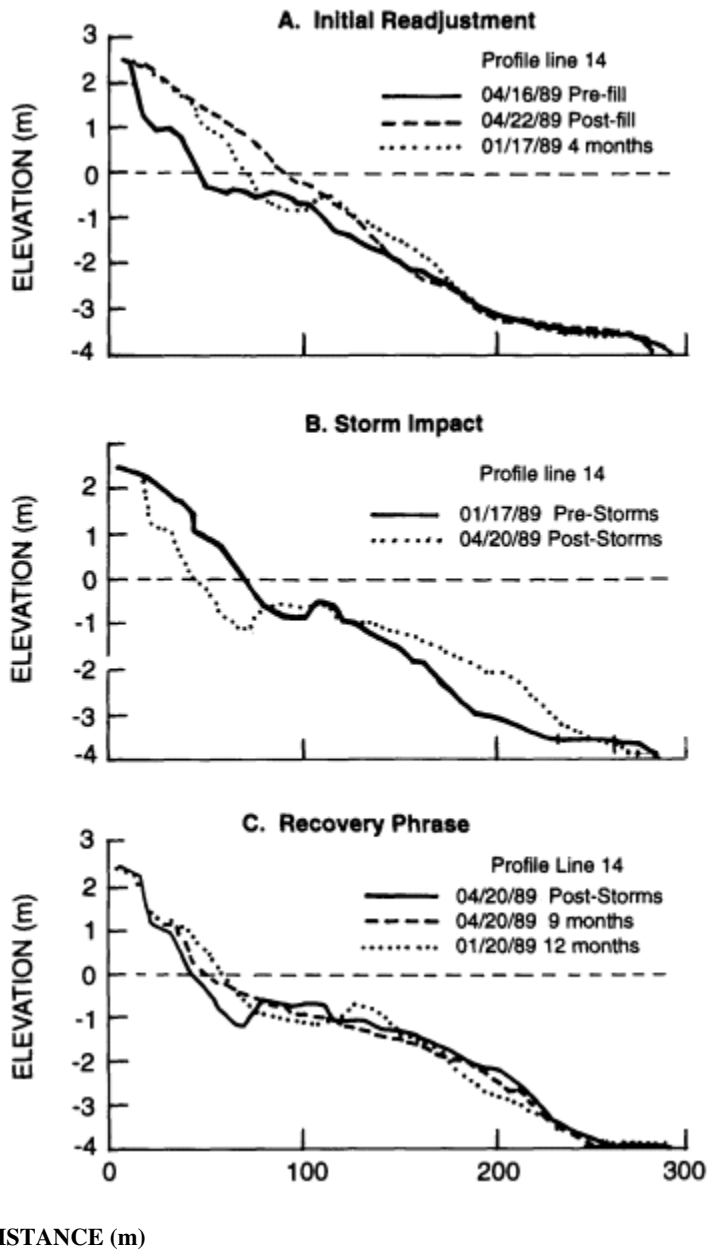 A. Initial Readjustment
Profile line 14
04/16/89 Pre-fill
04/22/89 Post-fill
01/17/89 4 months
ELEVATION (m)
3
2
1
0
-1
-2
-3
-4
100
200
B. Storm Impact
Profile line 14
01/17/89 Pre-Storms
04/20/89 Post-Storms
ELEVATION (m)
2
1
0
-1
-2
-3
-4
C. Recovery Phrase
Profile Line 14
04/20/89 Post-Storms
04/20/89 9 months
01/20/89 12 months
ELEVATION (m)
3
2
1
0
-1
-2
-3
-4
0 100 200 300
ISTANCE (m)